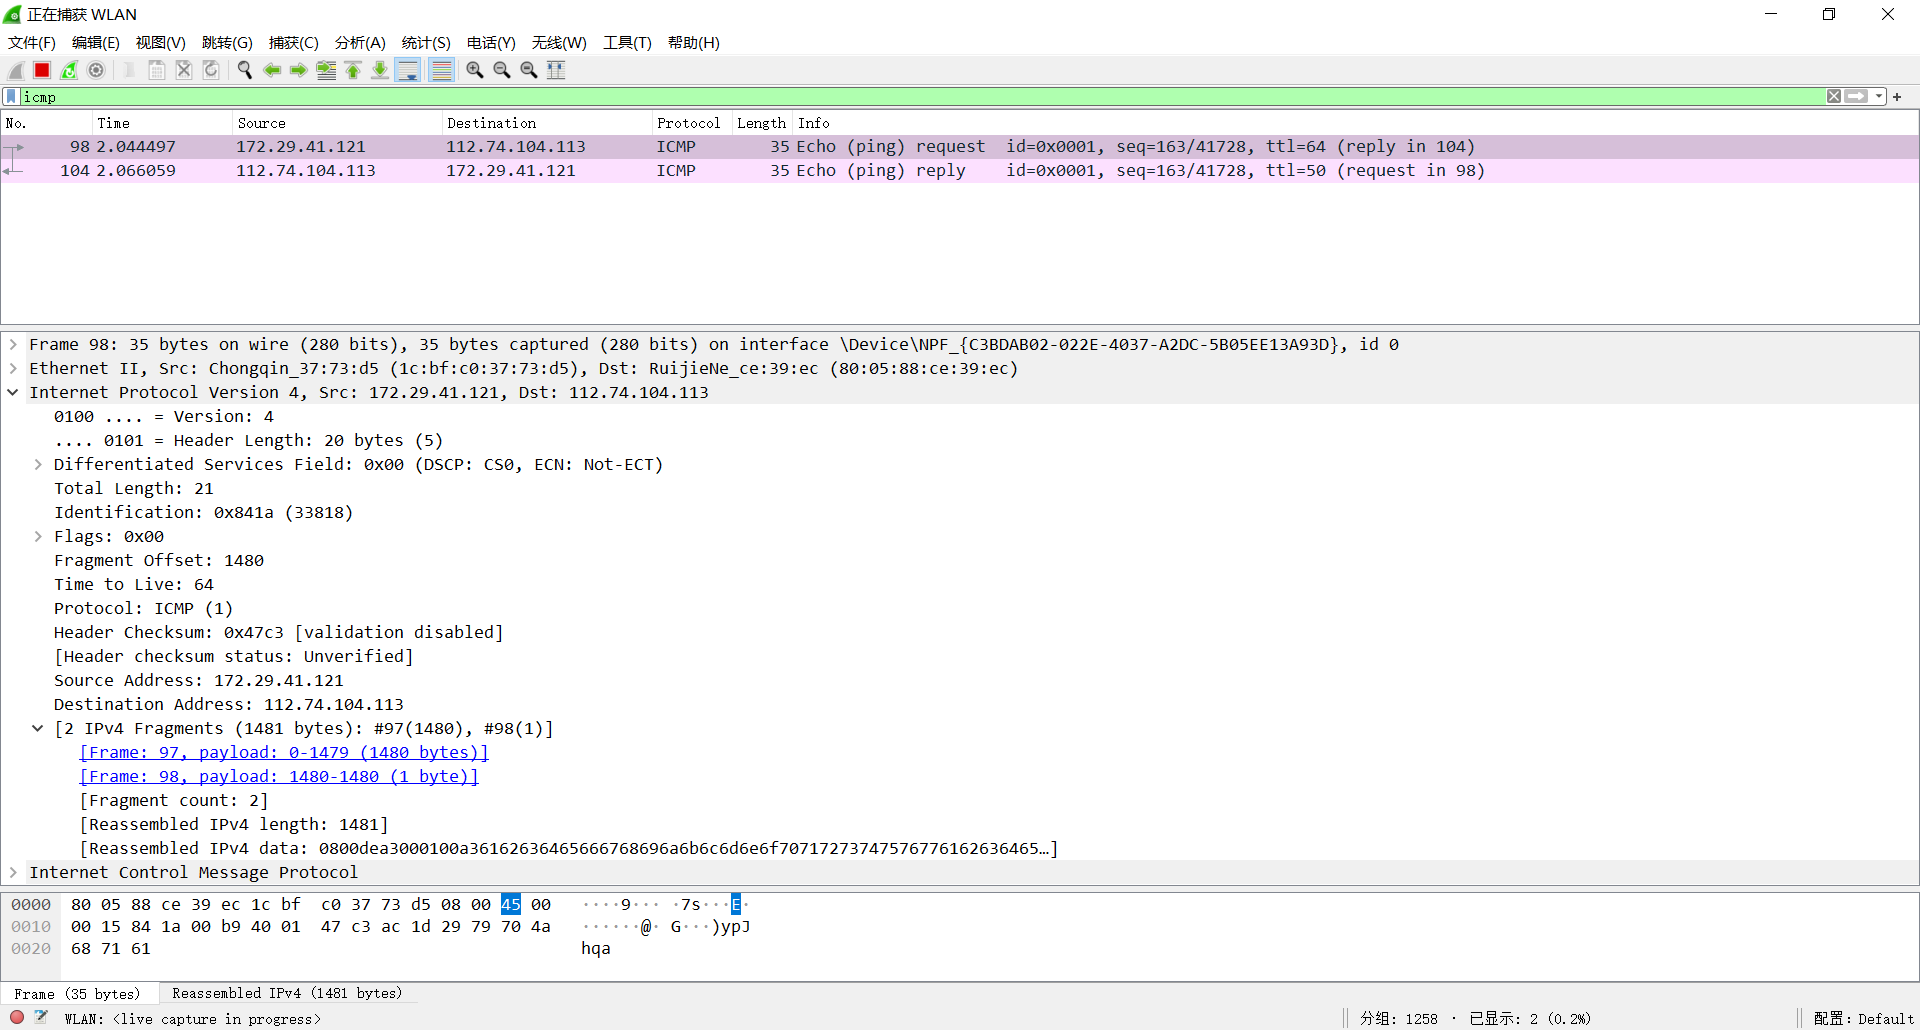 正在捕获 WLAN
文件(F) 编辑(E) 视图(V) 跳转(G) 捕获(C) 分析(A) 统计(S) 电话(Y) 无线(W) 工具(T) 帮助(H)
icmp
No. Time Source Destination Protocol Length Info
98 2.044497 172.29.41.121 112.74.104.113 ICMP 35 Echo (ping) request id=0x0001, seq=163/41728, ttl=64 (reply in 104)
104 2.066059 112.74.104.113 172.29.41.121 ICMP 35 Echo (ping) reply id=0x0001, seq=163/41728, ttl=50 (request in 98)
Frame 98: 35 bytes on wire (280 bits), 35 bytes captured (280 bits) on interface \Device\NPF_{C3BDAB02-022E-4037-A2DC-5B05EE13A93D}, id 0
Ethernet II, Src: Chongqin_37:73:d5 (1c:bf:c0:37:73:d5), Dst: RuijieNe_ce:39:ec (80:05:88:ce:39:ec)
Internet Protocol Version 4, Src: 172.29.41.121, Dst: 112.74.104.113
0100 .... = Version: 4
.... 0101 = Header Length: 20 bytes (5)
Differentiated Services Field: 0x00 (DSCP: CS0, ECN: Not-ECT)
Total Length: 21
Identification: 0x841a (33818)
Flags: 0x00
Fragment Offset: 1480
Time to Live: 64
Protocol: ICMP (1)
Header Checksum: 0x47c3 [validation disabled]
[Header checksum status: Unverified]
Source Address: 172.29.41.121
Destination Address: 112.74.104.113
[2 IPv4 Fragments (1481 bytes): #97(1480), #98(1)]
[Frame: 97, payload: 0-1479 (1480 bytes)]
[Frame: 98, payload: 1480-1480 (1 byte)]
[Fragment count: 2]
[Reassembled IPv4 length: 1481]
[Reassembled IPv4 data: 0800dea3000100a36162636465666768696a6b6c6d6e6f7071727374757677616263646​5…]
Internet Control Message Protocol
0000 80 05 88 ce 39 ec 1c bf c0 37 73 d5 08 00 45 00 ····9··· ·7s···E·
0010 00 15 84 1a 00 b9 40 01 47 c3 ac 1d 29 79 70 4a ······@· G···)ypJ
0020 68 71 61 hqa
Frame (35 bytes) Reassembled IPv4 (1481 bytes)
WLAN: <live capture in progress> 分组: 1258 · 已显示: 2 (0.2%) 配置: Default